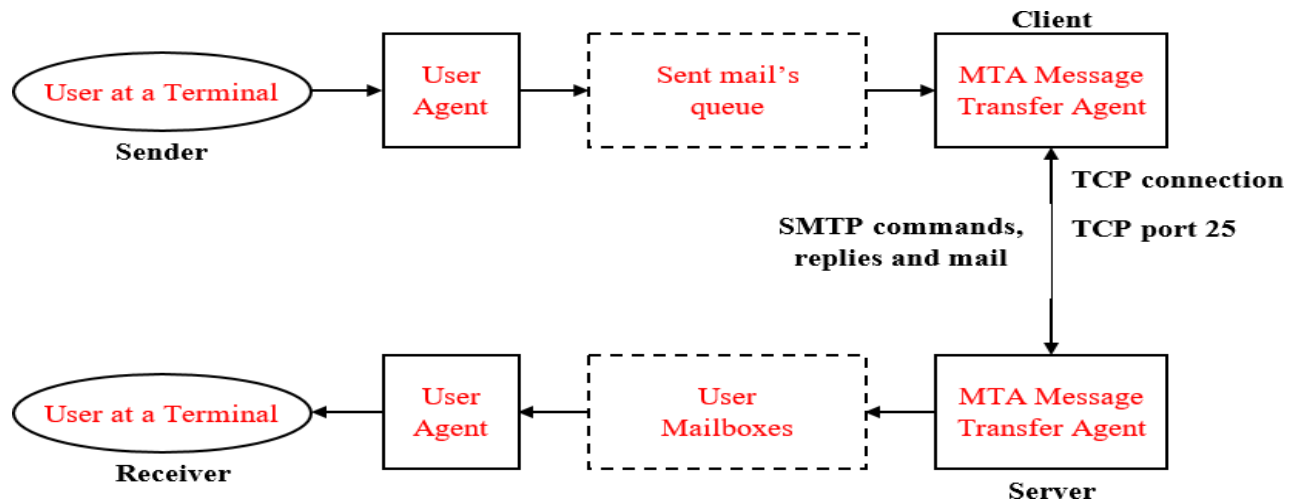 Client
User at a Terminal
User
Agent
Sent mail's
queue
MTA Message
Transfer Agent
Sender
TCP connection
SMTP commands,
replies and mail
TCP port 25
User at a Terminal
User
Agent
User
Mailboxes
MTA Message
Transfer Agent
Receiver
Server